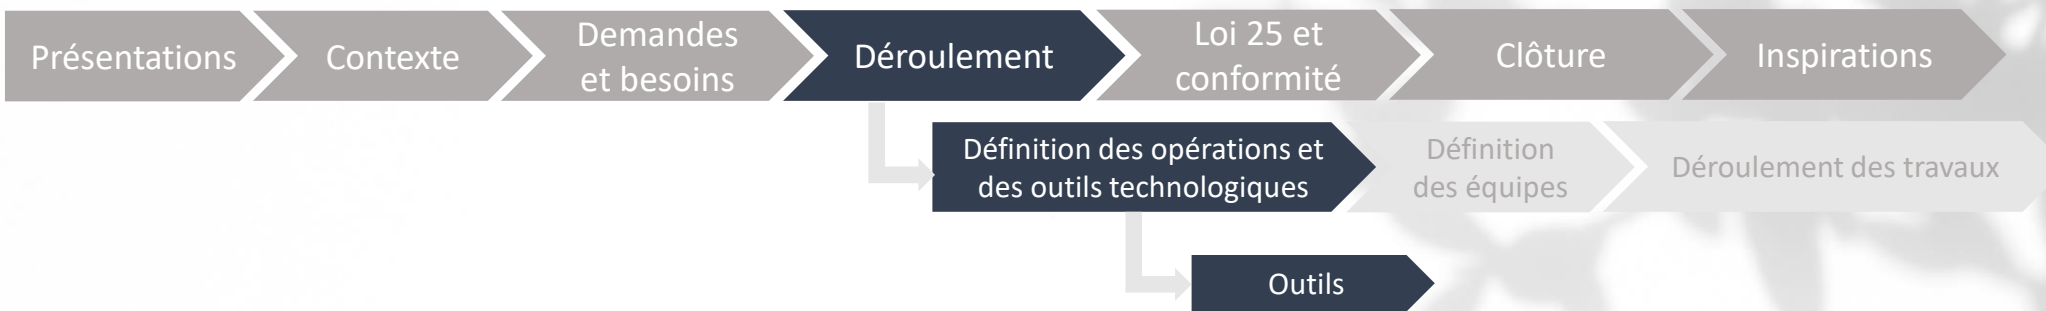 Présentations
Contexte
Demandes
et besoins
Déroulement
Loi 25 et
conformité
Clôture
Inspirations
Définition des opérations et
des outils technologiques
Définition
des équipes
Déroulement des travaux
Outils